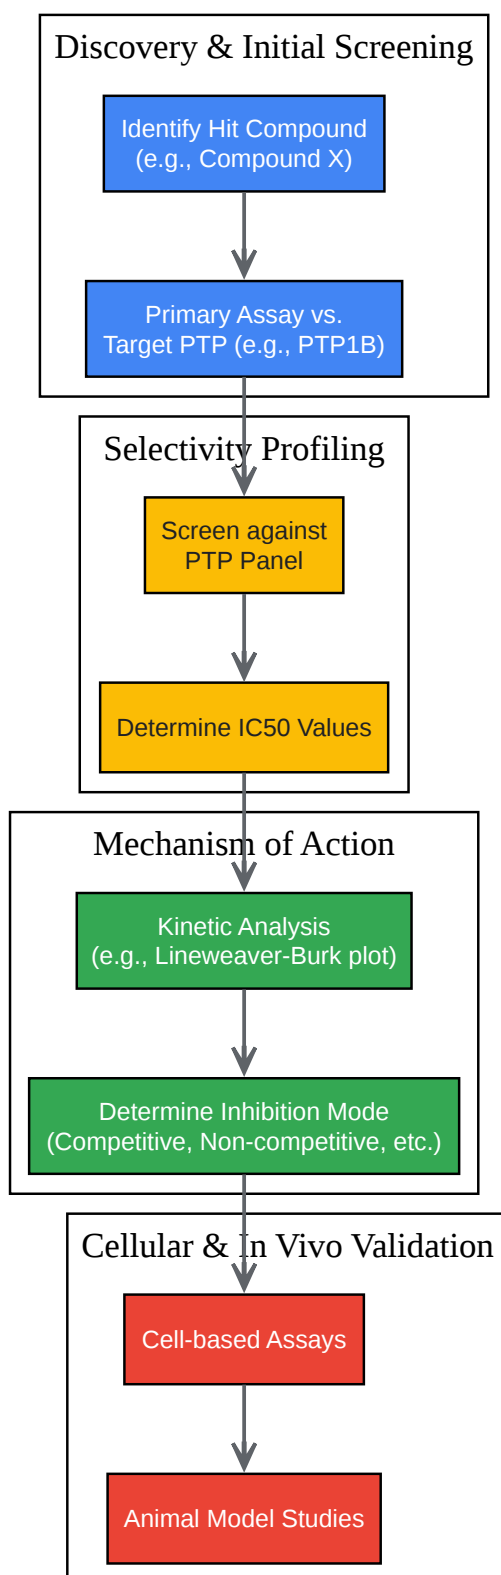 Discovery & Initial Screening
Identify Hit Compound
(e.g., Compound X)
Primary Assay vs.
Target PTP (e.g., PTP1B)
Selectivity Profiling
Screen against
PTP Panel
Determine IC50 Values
Mechanism of Action
Kinetic Analysis
(e.g., Lineweaver-Burk plot)
Determine Inhibition Mode
(Competitive, Non-competitive, etc.)
Cellular & In Vivo Validation
Cell-based Assays
Animal Model Studies